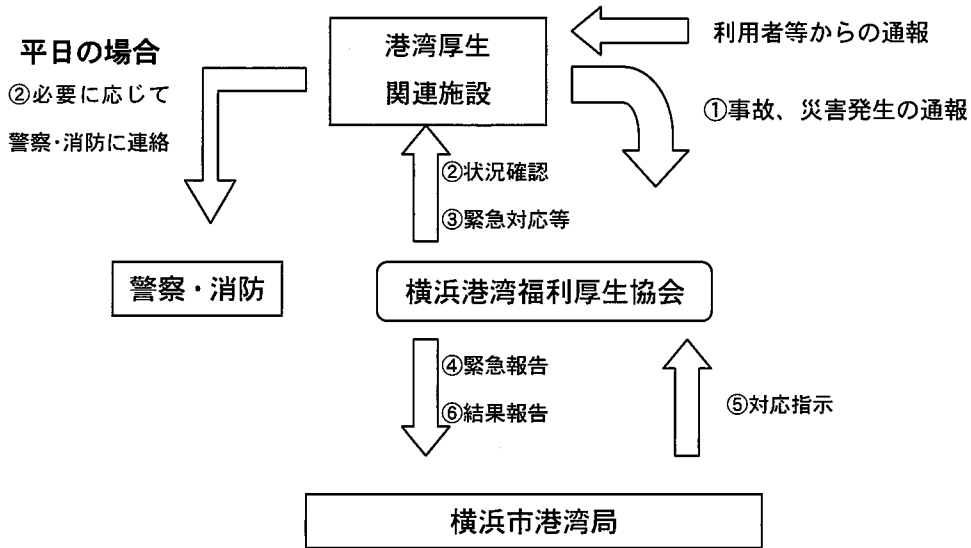 平日の場合
②必要に応じて
警察・消防に連絡
港湾厚生
関連施設
利用者等からの通報
①事故、災害発生の通報
②状況確認
③緊急対応等
警察・消防
横浜港湾福利厚生協会
④緊急報告
⑥結果報告
⑤対応指示
横浜市港湾局